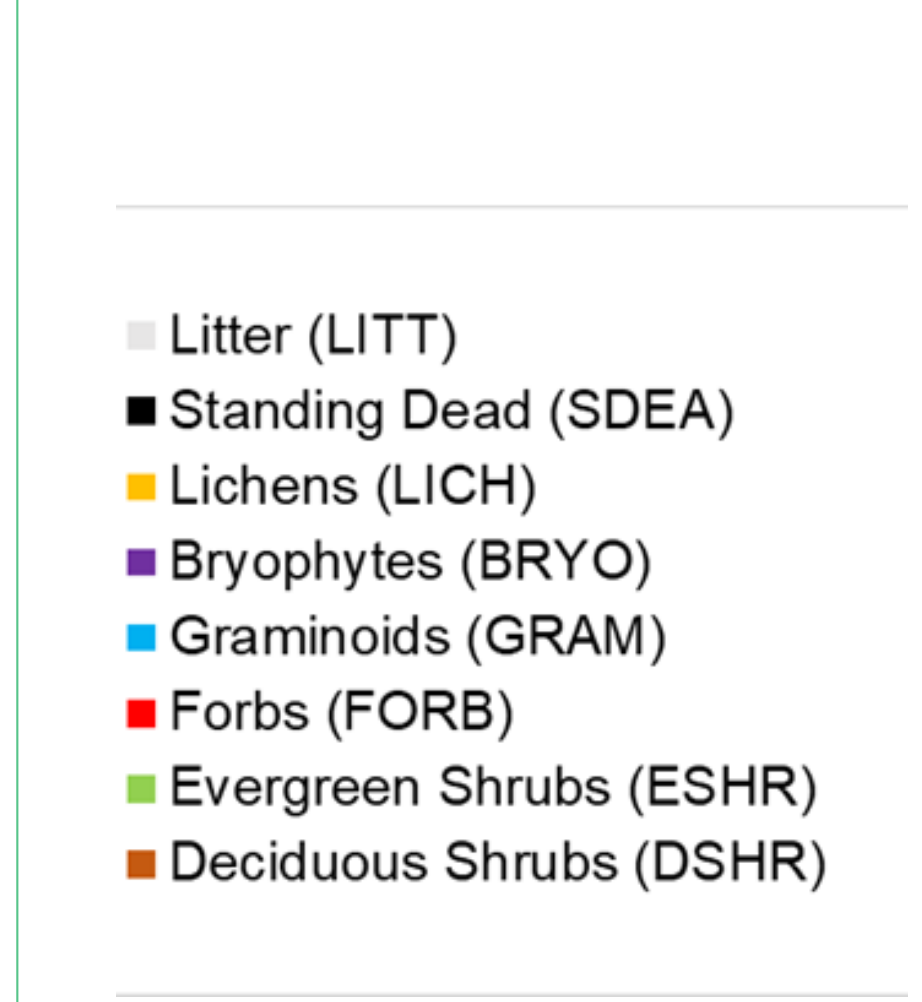 Litter (LITT)
Standing Dead (SDEA)
Lichens (LICH)
Bryophytes (BRYO)
Graminoids (GRAM)
Forbs (FORB)
Evergreen Shrubs (ESHR)
Deciduous Shrubs (DSHR)